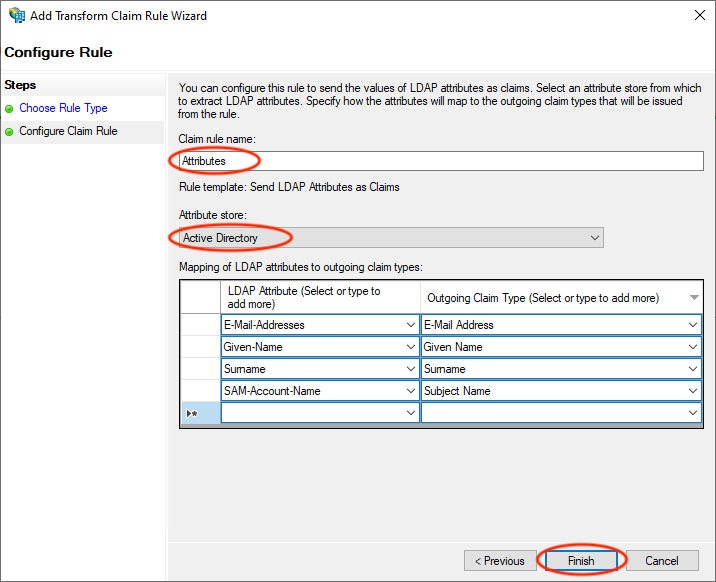 Add Transform Claim Rule Wizard
Configure Rule
Steps
Choose Rule Type
Configure Claim Rule
You can configure this rule to send the values of LDAP attributes as claims. Select an attribute store from which
to extract LDAP attributes. Specify how the attributes will map to the outgoing claim types that will be issued
from the rule.
Claim rule name:
Attributes
Rule template: Send LDAP Attributes as Claims
Attribute store:
Active Directory
Mapping of LDAP attributes to outgoing claim types:
LDAP Attribute (Select or type to
add more)
Outgoing Claim Type (Select or type to add more)
E-Mail-Addresses
E-Mail Address
Given-Name
Given Name
Surname
Surname
SAM-Account-Name
Subject Name
< Previous
Finish
Cancel